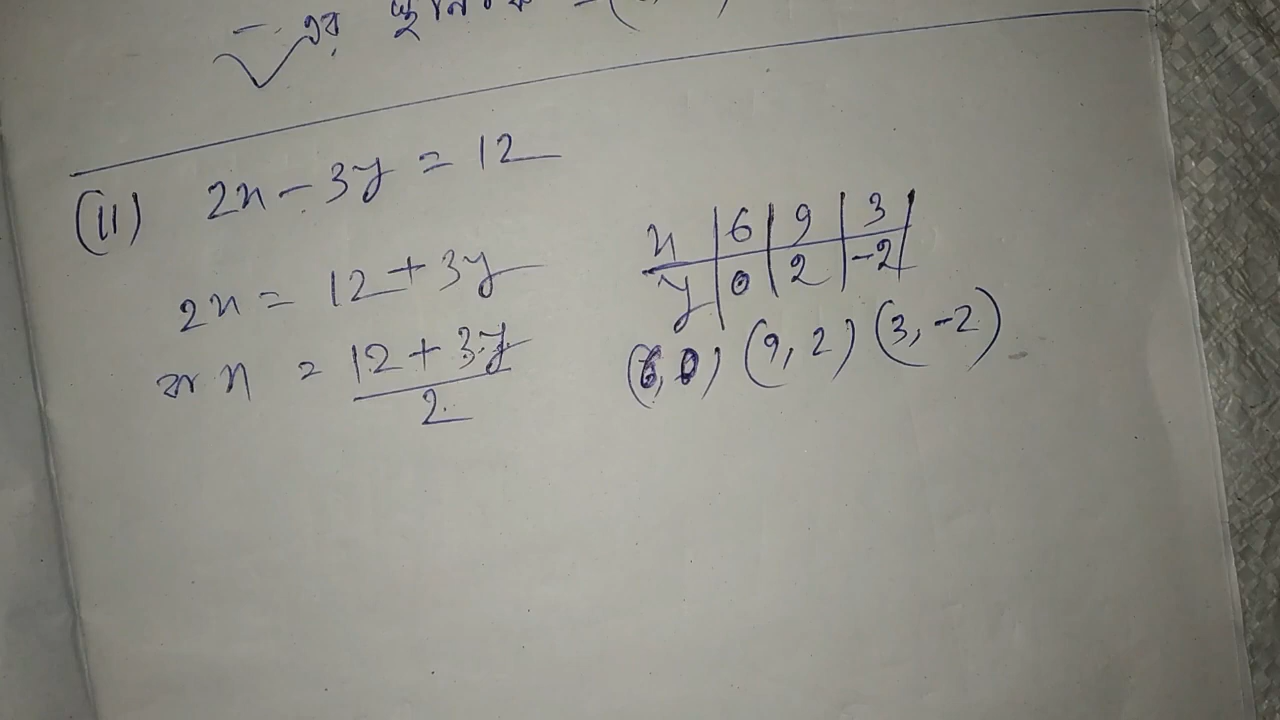 এর
(ii) 2x - 3y = 12
2x = 12 + 3y
বা x = (12 + 3y)/2
x | 6 | 9 | 3 |
y | 0 | 2 | -2 |
(6, 0) (9, 2) (3, -2)